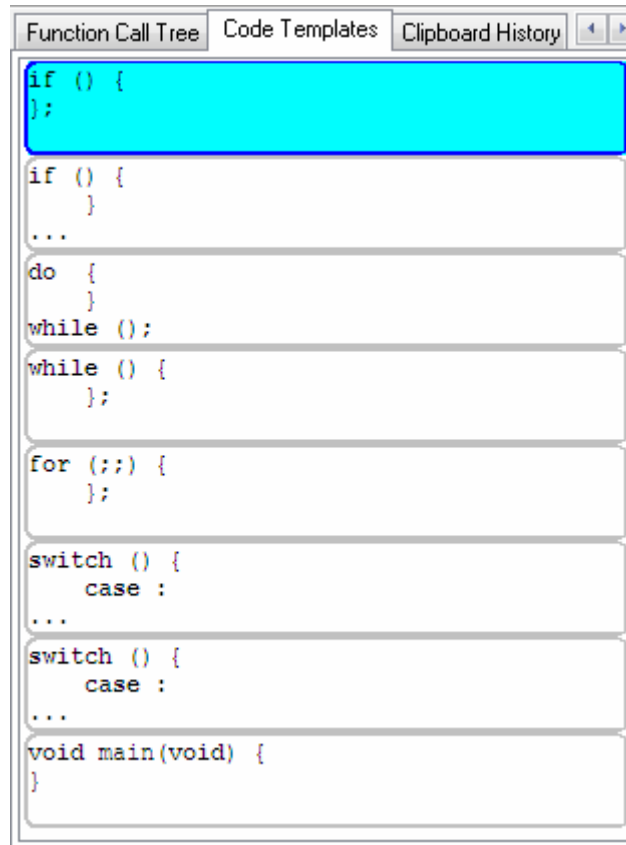 Function Call Tree Code Templates Clipboard History
if () {
};
if () {
    }
...
do  {
    }
while ();
while () {
    };
for (;;) {
    };
switch () {
    case :
...
switch () {
    case :
...
void main(void) {
}